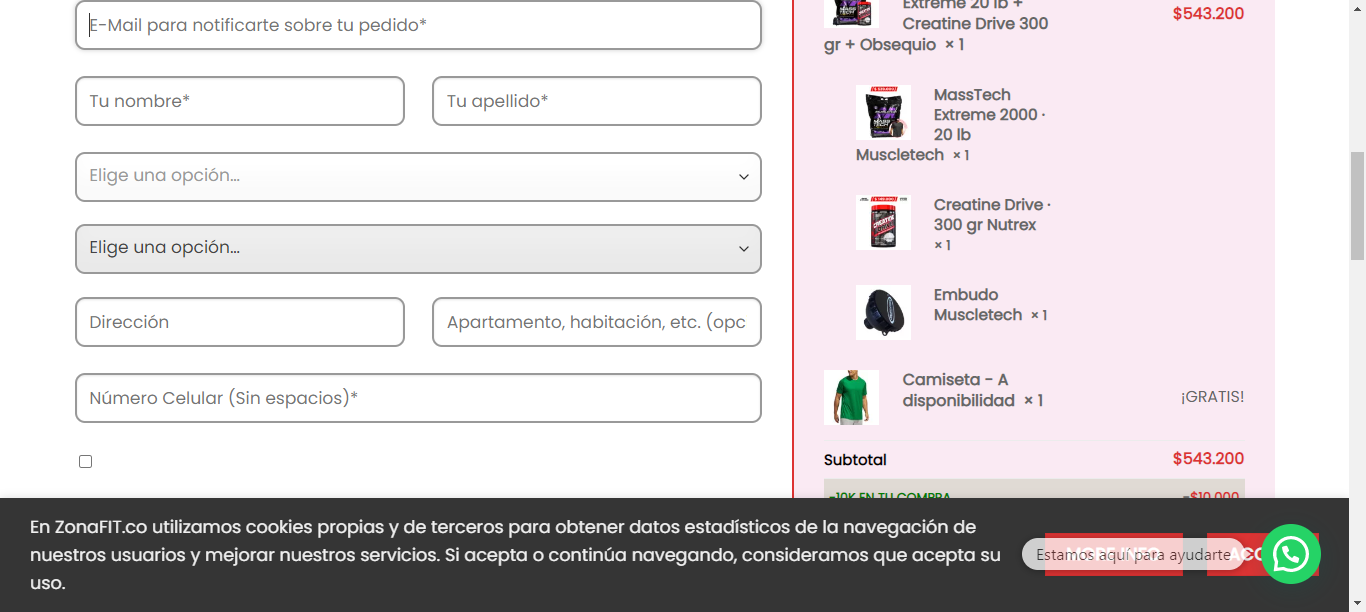 E-Mail para notificarte sobre tu pedido*
Tu nombre*
Tu apellido*
Elige una opción...
Elige una opción...
Dirección
Apartamento, habitación, etc. (opc
Número Celular (Sin espacios)*
Extreme 20 lb +
Creatine Drive 300
gr + Obsequio × 1
$543.200
MassTech
Extreme 2000 ·
20 lb
Muscletech × 1
Creatine Drive ·
300 gr Nutrex
× 1
Embudo
Muscletech × 1
Camiseta - A
disponibilidad × 1
¡GRATIS!
Subtotal
$543.200
-10K EN TU COMPRA
-$10.000
En ZonaFIT.co utilizamos cookies propias y de terceros para obtener datos estadísticos de la navegación de
nuestros usuarios y mejorar nuestros servicios. Si acepta o continúa navegando, consideramos que acepta su
uso.
MORE INFO
Estamos aquí para ayudarte